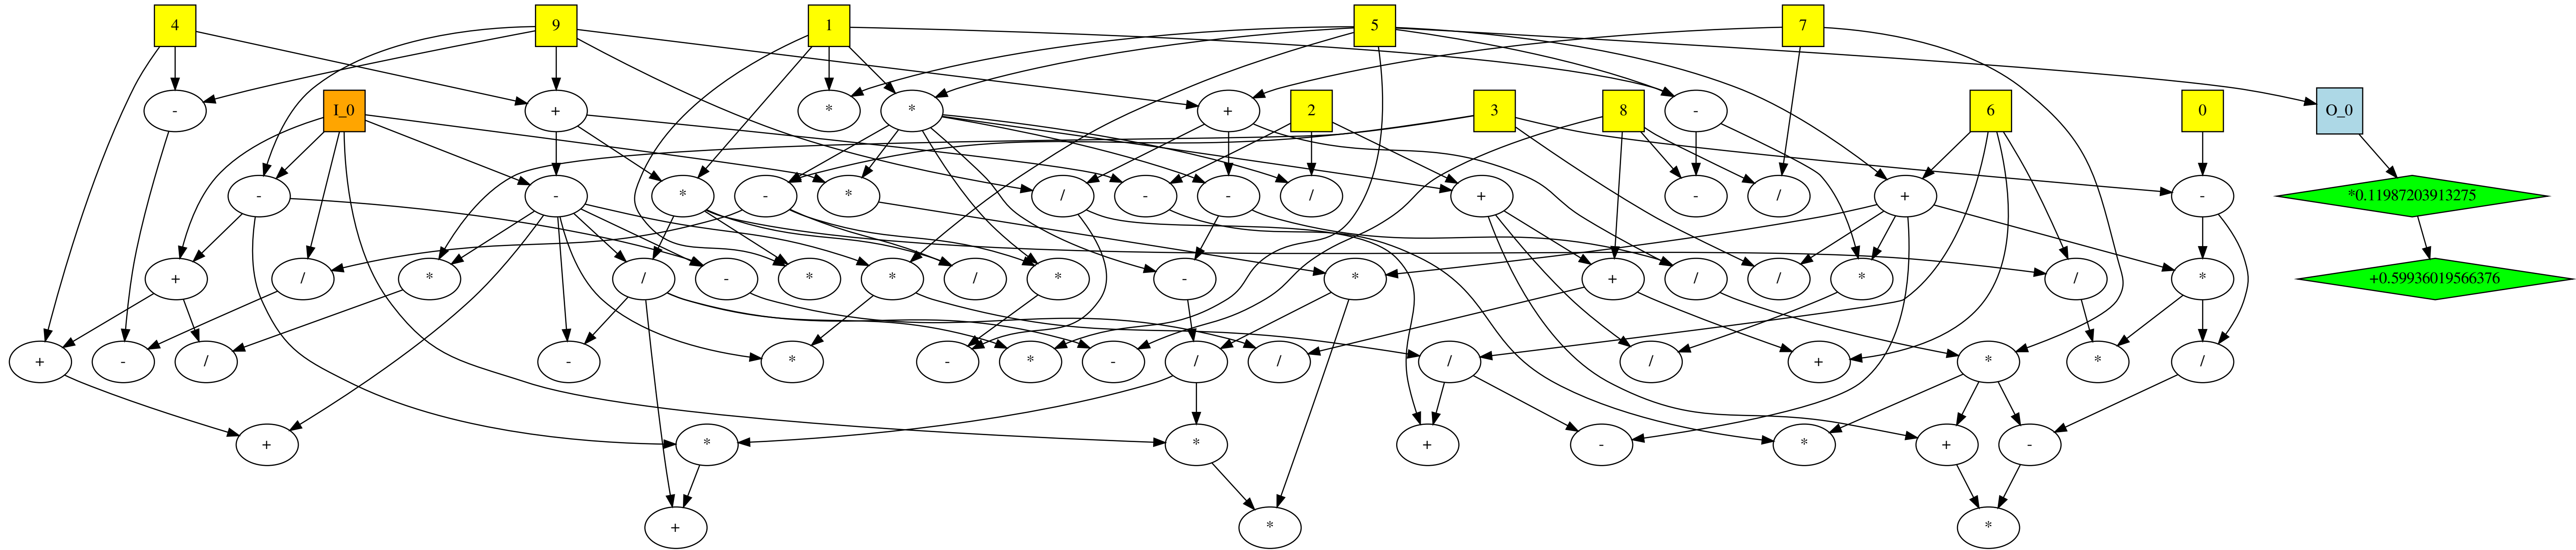 4 9 1 5 7
- I_0 + * * + 2 3 8 - 6 0 O_0
- - * - * / - - / + - / + - *0.11987203913275
+ / * / - * * / * - * + / / * / * +0.59936019566376
+ - / - * - * - / / / / + * * /
+ * * + - * + -
+ * *